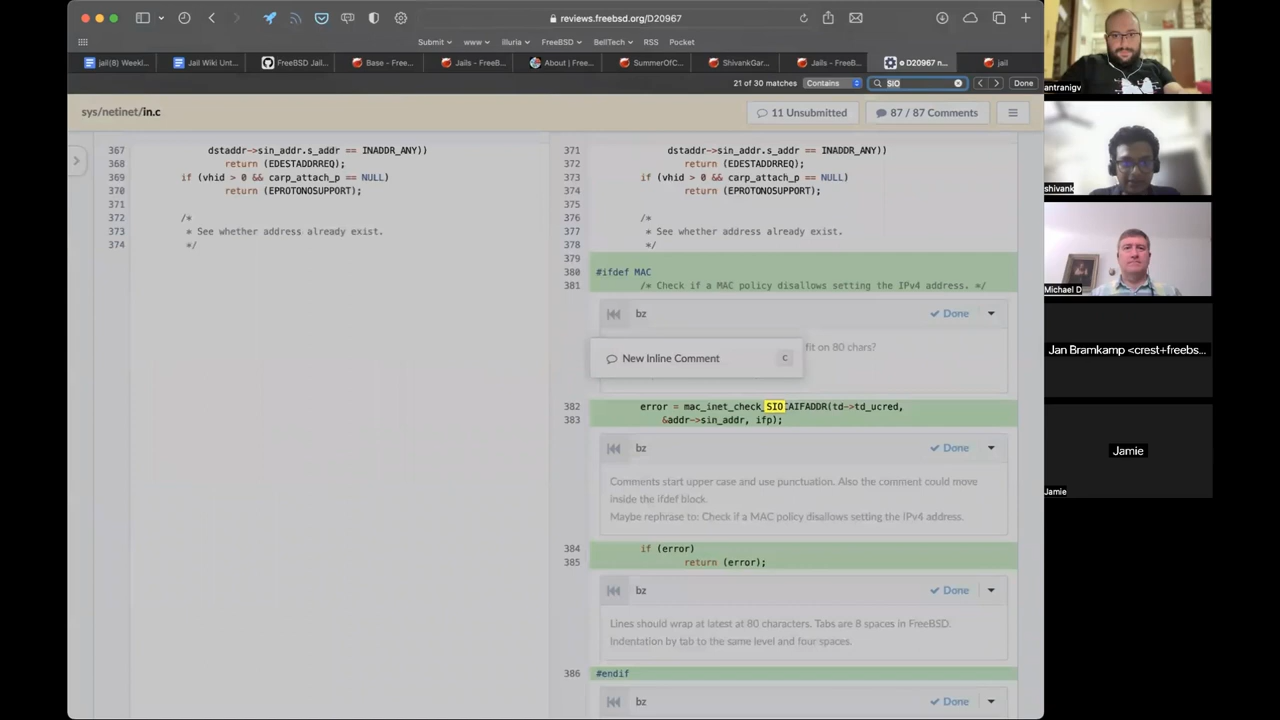 reviews.freebsd.org/D20967
Submit
www
illuria
FreeBSD
BellTech
RSS
Pocket
jail(8) Weekl...
Jail Wiki Unt...
FreeBSD Jail...
Base - Free...
Jails - FreeB...
About | Free...
SummerOfC...
ShivankGar...
Jails - FreeB...
D20967 n...
jail
21 of 30 matches
Contains
SIO
Done
sys/netinet/in.c
11 Unsubmitted
87 / 87 Comments
367 dstaddr->sin_addr.s_addr == INADDR_ANY))
368 return (EDESTADDRREQ);
369 if (vhid > 0 && carp_attach_p == NULL)
370 return (EPROTONOSUPPORT);
371
372 /*
373 * See whether address already exist.
374 */
371 dstaddr->sin_addr.s_addr == INADDR_ANY))
372 return (EDESTADDRREQ);
373 if (vhid > 0 && carp_attach_p == NULL)
374 return (EPROTONOSUPPORT);
375
376 /*
377 * See whether address already exist.
378 */
379
380 #ifdef MAC
381 /* Check if a MAC policy disallows setting the IPv4 address. */
bz
Done
fit on 80 chars?
New Inline Comment
C
382 error = mac_inet_check_SIOCAIFADDR(td->td_ucred,
383 &addr->sin_addr, ifp);
bz
Done
Comments start upper case and use punctuation. Also the comment could move
inside the ifdef block.
Maybe rephrase to: Check if a MAC policy disallows setting the IPv4 address.
384 if (error)
385 return (error);
bz
Done
Lines should wrap at latest at 80 characters. Tabs are 8 spaces in FreeBSD.
Indentation by tab to the same level and four spaces.
386 #endif
bz
Done
antranigv
shivank
Michael D
Jan Bramkamp <crest+freebs...
Jamie
Jamie